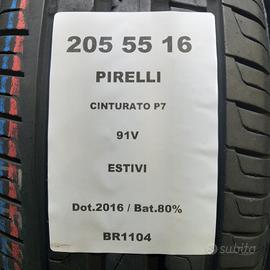 205 55 16
PIRELLI
CINTURATO P7
91V
ESTIVI
Dot.2016 / Bat.80%
BR1104
subito